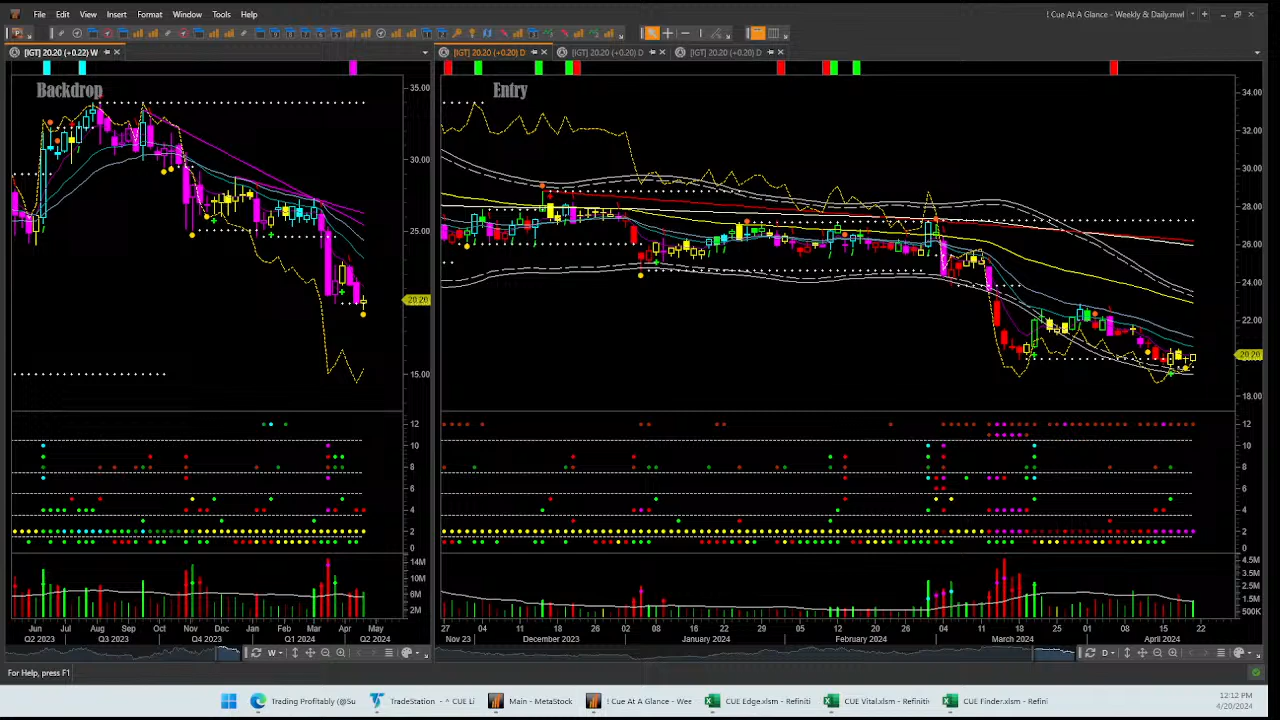 File Edit View Insert Format Window Tools Help
! Cue At A Glance - Weekly & Daily.mwl
[IGT] 20.20 (+0.22) W
[IGT] 20.20 (+0.20) D
[IGT] 20.20 (+0.20) D
[IGT] 20.20 (+0.20) D
Backdrop
Entry
35.00
30.00
25.00
20.20
15.00
34.00
32.00
30.00
28.00
26.00
24.00
22.00
20.20
18.00
12
10
8
6
4
2
0
12
10
8
6
4
2
0
14M
10M
6M
2M
4.5M
3.5M
2.5M
1.5M
500K
Jun Jul Aug Sep Oct Nov Dec Jan Feb Mar Apr May
Q2 2023 Q3 2023 Q4 2023 Q1 2024 Q2 2024
27 04 11 18 26 02 08 16 22 29 05 12 20 26 04 11 18 25 01 08 15 22
Nov 23 December 2023 January 2024 February 2024 March 2024 April 2024
W
D
For Help, press F1
Trading Profitably (@Su
TradeStation - ^ CUE Li
Main - MetaStock
! Cue At A Glance - Wee
CUE Edge.xlsm - Refiniti
CUE Vital.xlsm - Refiniti
CUE Finder.xlsm - Refini
12:12 PM
4/20/2024